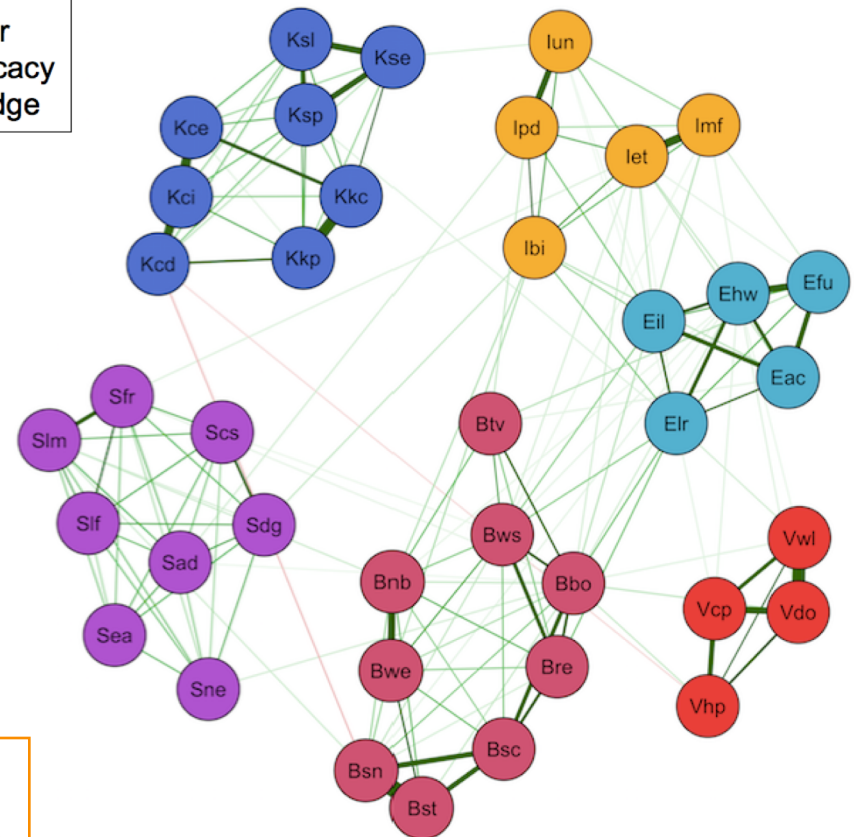 r
cacy
dge
Ksl
Kse
Iun
Ksp
Kce
Ipd
Iet
Imf
Kci
Kkc
Kcd
Kkp
Ibi
Ehw
Efu
Eil
Eac
Sfr
Slm
Scs
Btv
Elr
Slf
Sdg
Sad
Bws
Vwl
Bnb
Bbo
Vcp
Vdo
Sea
Sne
Bwe
Bre
Vhp
Bsn
Bsc
Bst